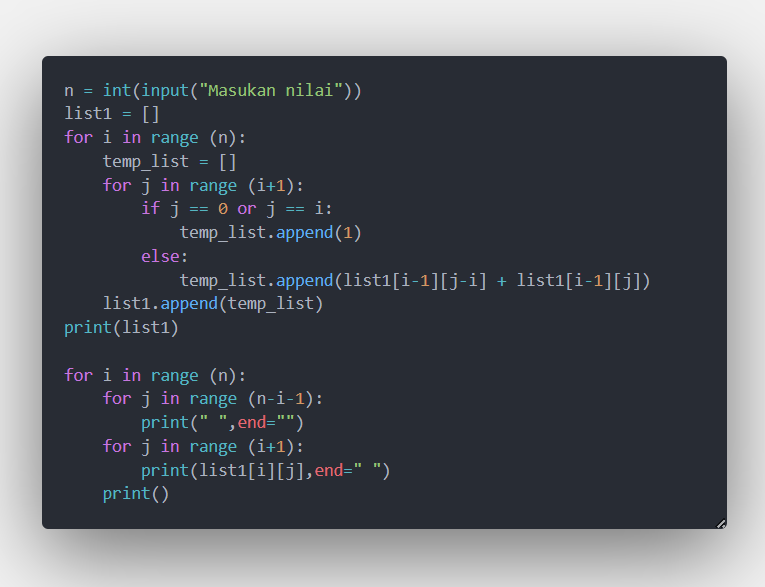 n = int(input("Masukan nilai"))
list1 = []
for i in range (n):
    temp_list = []
    for j in range (i+1):
        if j == 0 or j == i:
            temp_list.append(1)
        else:
            temp_list.append(list1[i-1][j-i] + list1[i-1][j])
    list1.append(temp_list)
print(list1)

for i in range (n):
    for j in range (n-i-1):
        print(" ",end="")
    for j in range (i+1):
        print(list1[i][j],end=" ")
    print()